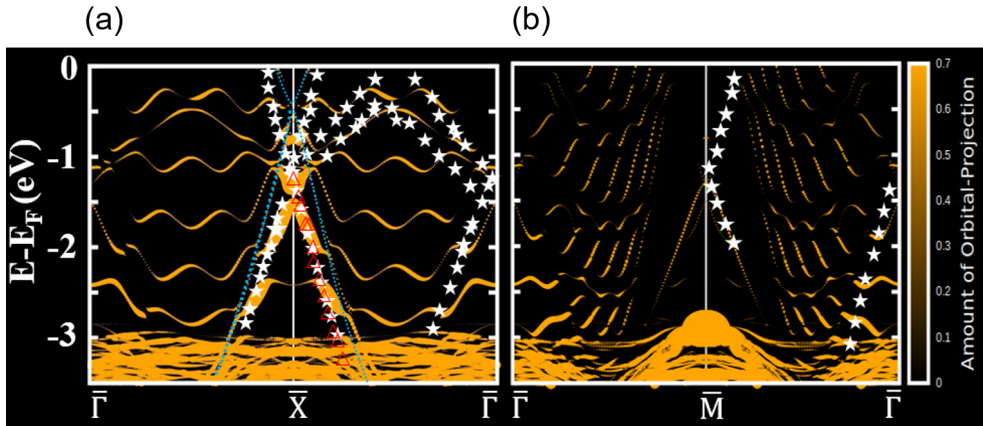 (a)
(b)
0
-1
-2
-3
E-E_F (eV)
Γ̅
X̅
Γ̅
Γ̅
M̅
Γ̅
0.7
0.6
0.5
0.4
0.3
0.2
0.1
0
Amount of Orbital-Projection